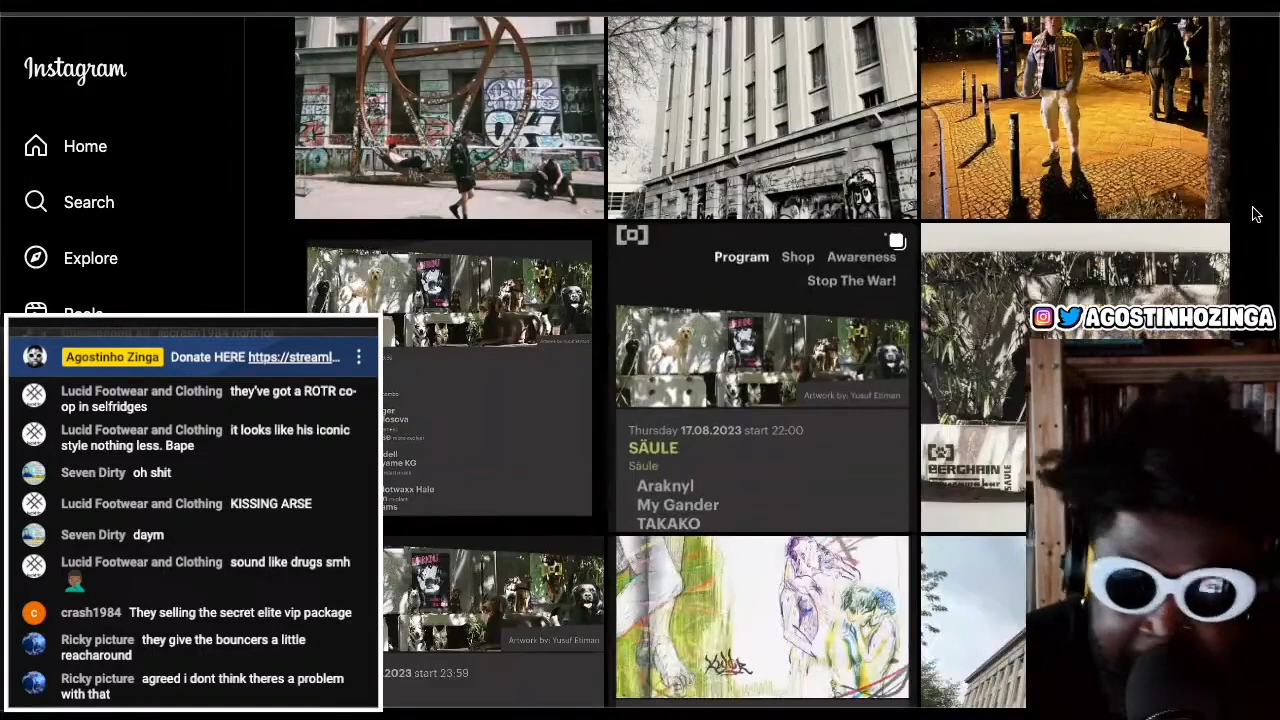 Instagram
Home
Search
Explore
Reels
Agostinho Zinga Donate HERE https://streaml...
Lucid Footwear and Clothing they've got a ROTR co-
op in selfridges
Lucid Footwear and Clothing it looks like his iconic
style nothing less. Bape
Seven Dirty oh shit
Lucid Footwear and Clothing KISSING ARSE
Seven Dirty daym
Lucid Footwear and Clothing sound like drugs smh
C
crash1984 They selling the secret elite vip package
Ricky picture they give the bouncers a little
reacharound
Ricky picture agreed i dont think theres a problem
with that
Program Shop Awareness
Stop The War!
Artwork by: Yusuf Etiman
Thursday 17.08.2023 start 22:00
SÄULE
Säule
Araknyl
My Gander
TAKAKO
yame KG
otwaxx Hale
Artwork by: Yusuf Etiman
.2023 start 23:59
BERGHAIN
SÄULE
AGOSTINHOZINGA